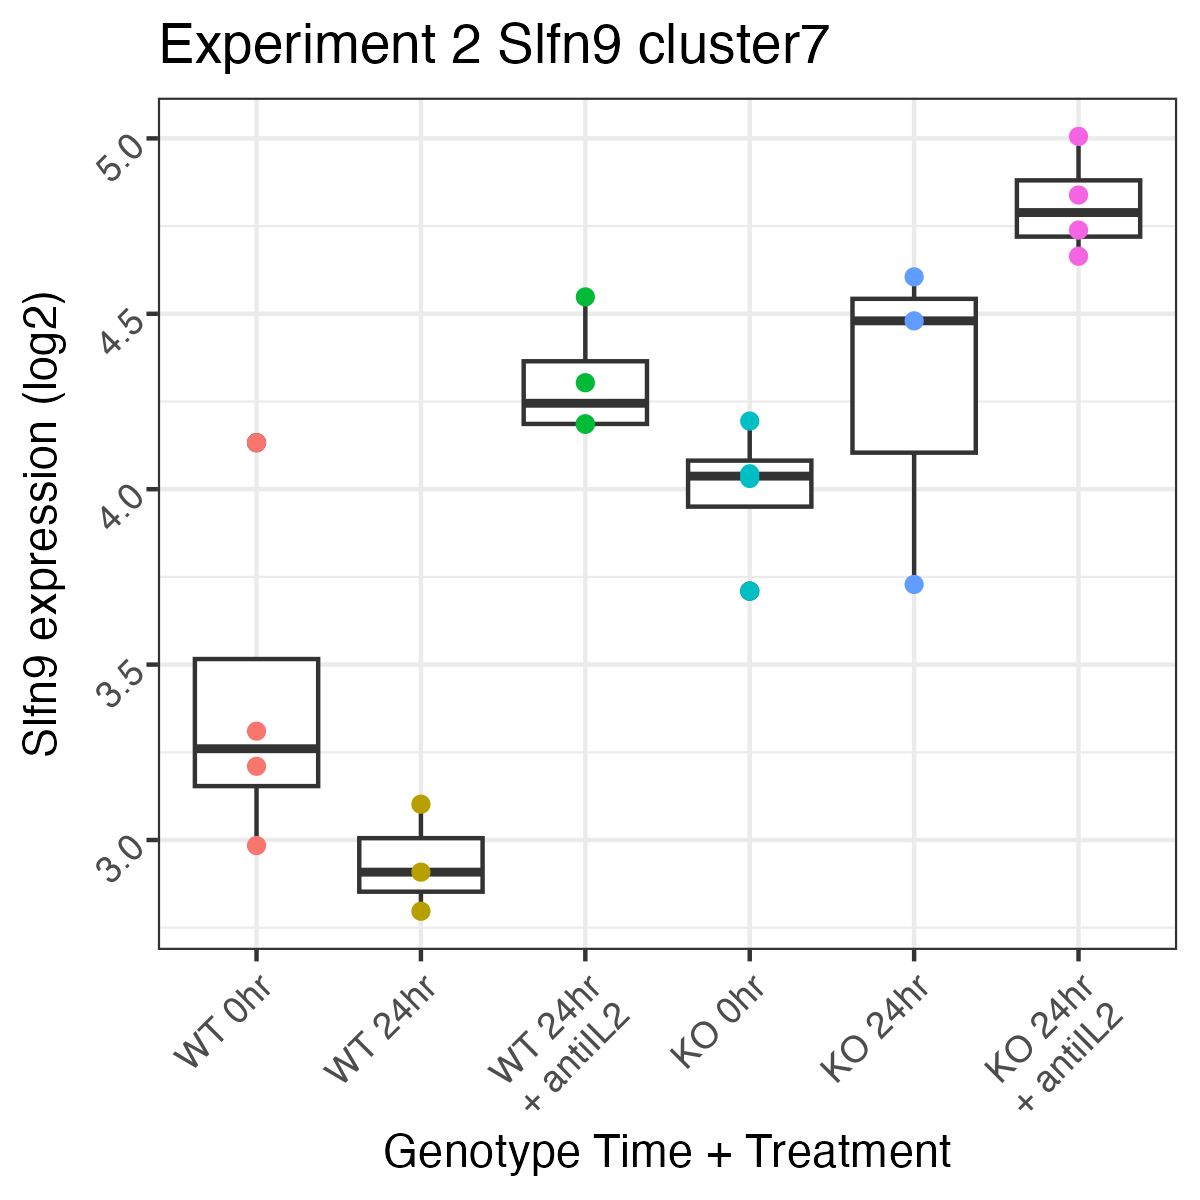 Experiment 2 Slfn9 cluster7
Slfn9 expression (log2)
5.0
4.5
4.0
3.5
3.0
WT 0hr
WT 24hr
WT 24hr
+ antiIL2
KO 0hr
KO 24hr
KO 24hr
+ antiIL2
Genotype Time + Treatment